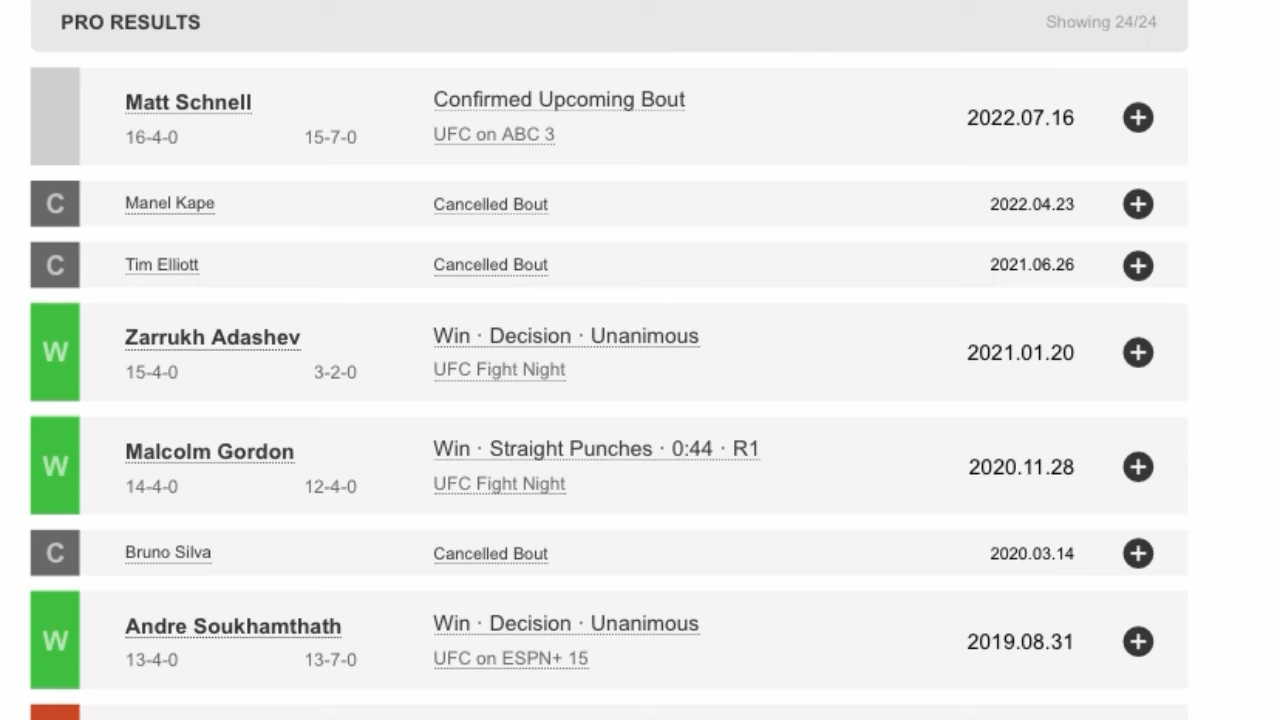 PRO RESULTS Showing 24/24
Matt Schnell Confirmed Upcoming Bout 2022.07.16
16-4-0 15-7-0 UFC on ABC 3
C Manel Kape Cancelled Bout 2022.04.23
C Tim Elliott Cancelled Bout 2021.06.26
W Zarrukh Adashev Win · Decision · Unanimous 2021.01.20
15-4-0 3-2-0 UFC Fight Night
W Malcolm Gordon Win · Straight Punches · 0:44 · R1 2020.11.28
14-4-0 12-4-0 UFC Fight Night
C Bruno Silva Cancelled Bout 2020.03.14
W Andre Soukhamthath Win · Decision · Unanimous 2019.08.31
13-4-0 13-7-0 UFC on ESPN+ 15